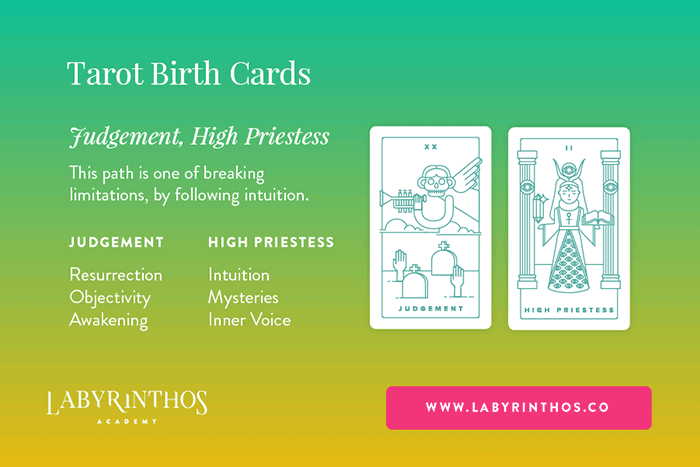 Tarot Birth Cards
Judgement, High Priestess
This path is one of breaking
limitations, by following intuition.
JUDGEMENT
Resurrection
Objectivity
Awakening
HIGH PRIESTESS
Intuition
Mysteries
Inner Voice
XX
JUDGEMENT
II
HIGH PRIESTESS
LABYRINTHOS
ACADEMY
WWW.LABYRINTHOS.CO